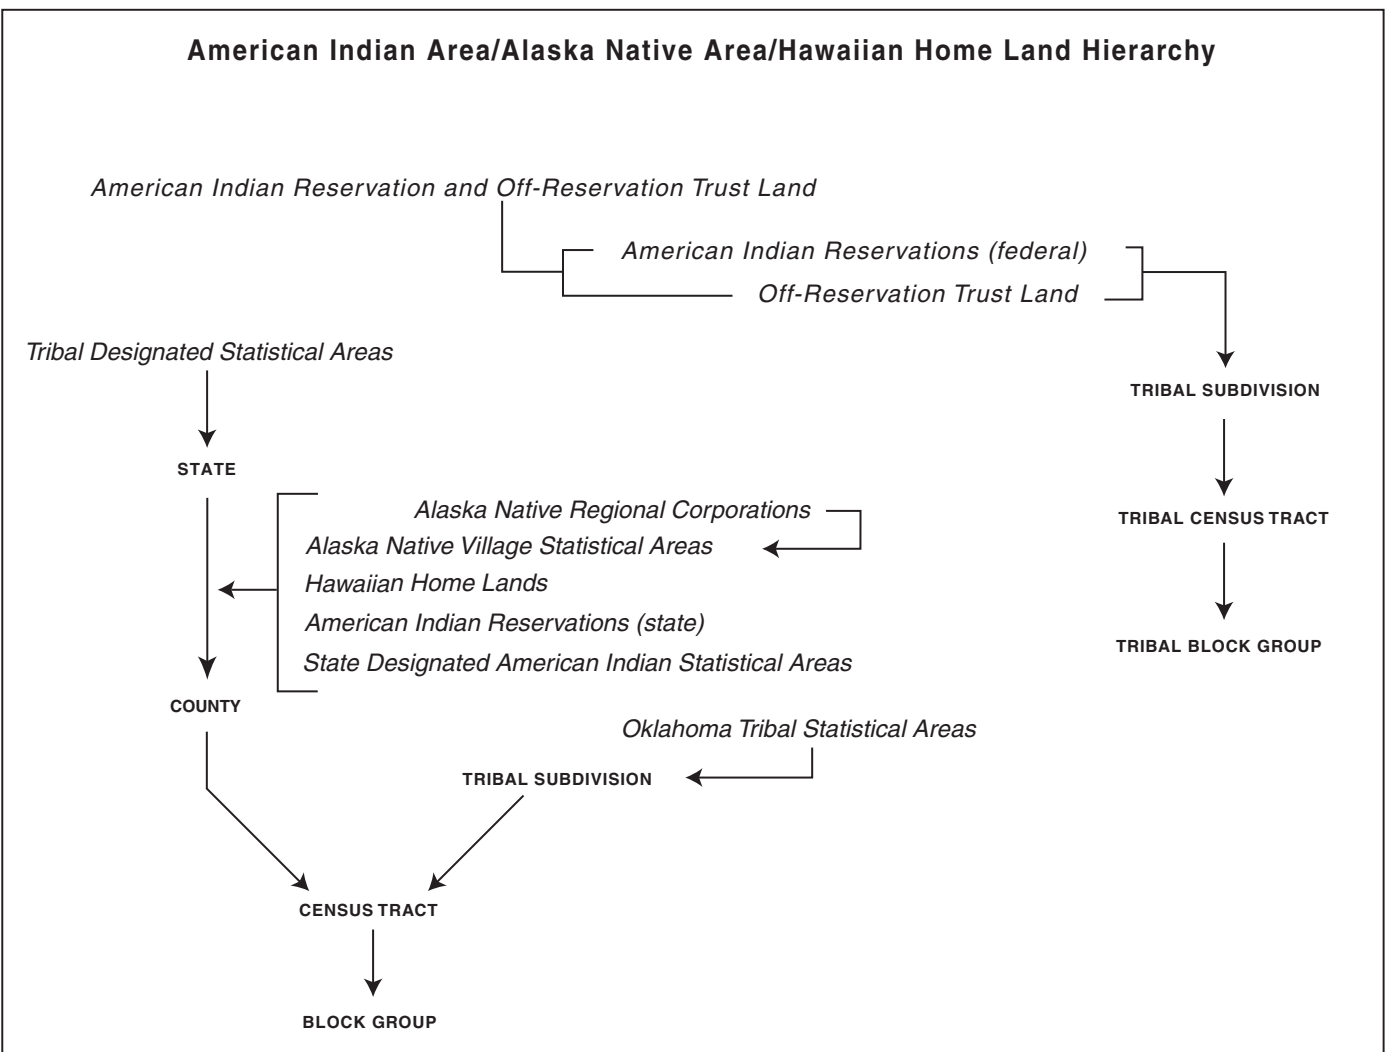 American Indian Area/Alaska Native Area/Hawaiian Home Land Hierarchy
American Indian Reservation and Off-Reservation Trust Land
American Indian Reservations (federal)
Off-Reservation Trust Land
Tribal Designated Statistical Areas
TRIBAL SUBDIVISION
STATE
Alaska Native Regional Corporations
TRIBAL CENSUS TRACT
Alaska Native Village Statistical Areas
Hawaiian Home Lands
American Indian Reservations (state)
TRIBAL BLOCK GROUP
State Designated American Indian Statistical Areas
COUNTY
Oklahoma Tribal Statistical Areas
TRIBAL SUBDIVISION
CENSUS TRACT
BLOCK GROUP